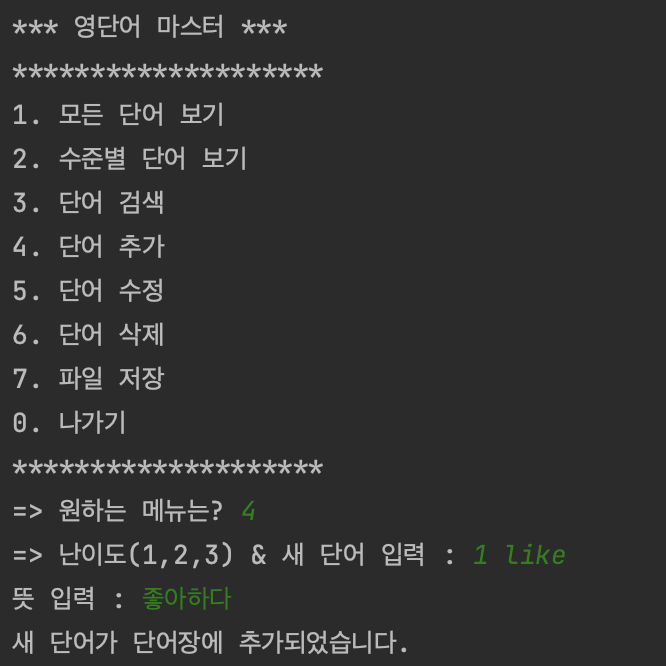 *** 영단어 마스터 ***
********************
1. 모든 단어 보기
2. 수준별 단어 보기
3. 단어 검색
4. 단어 추가
5. 단어 수정
6. 단어 삭제
7. 파일 저장
0. 나가기
********************
=> 원하는 메뉴는? 4
=> 난이도(1,2,3) & 새 단어 입력 : 1 like
뜻 입력 : 좋아하다
새 단어가 단어장에 추가되었습니다.